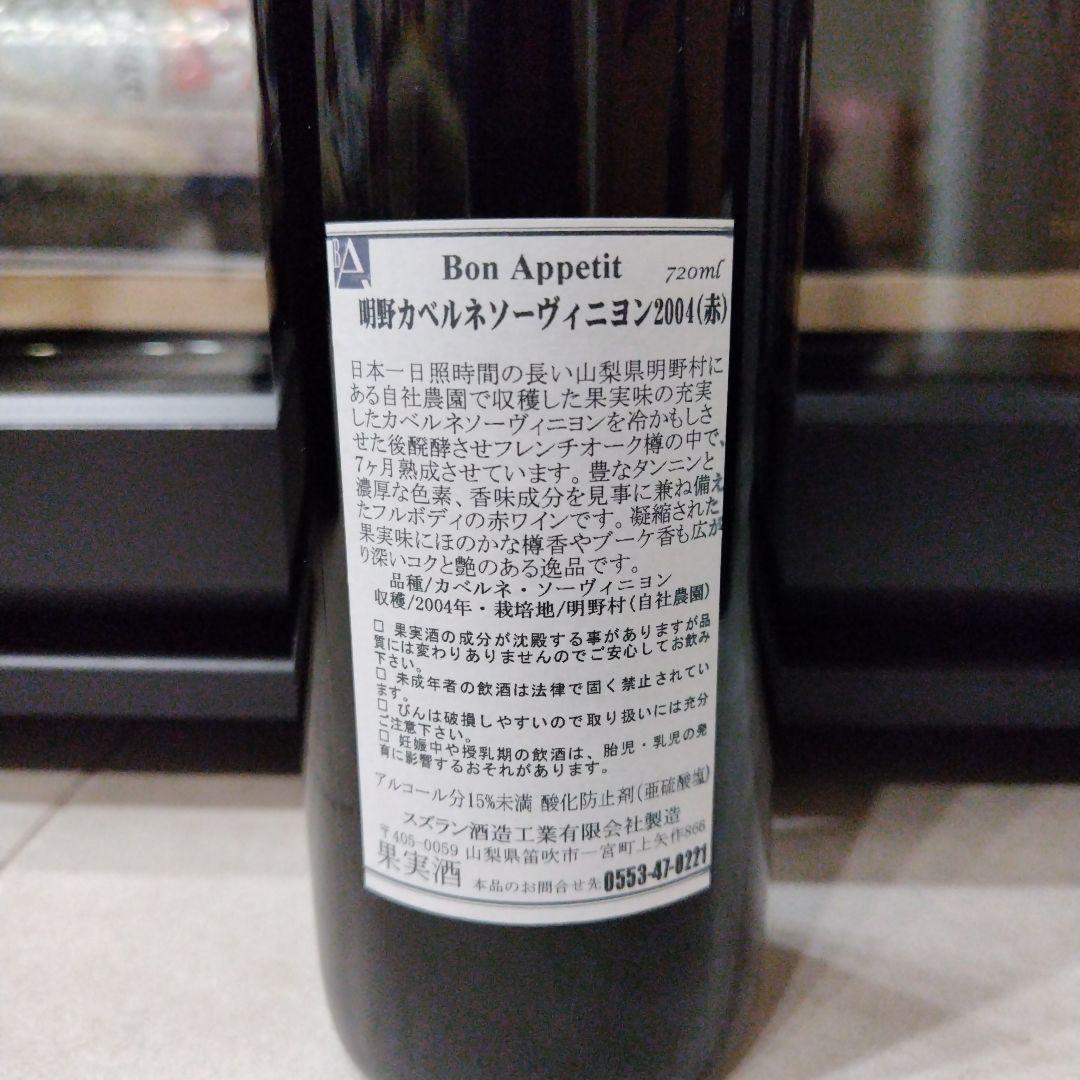 BA
Bon Appetit 720ml
明野カベルネソーヴィニヨン2004(赤)
日本一日照時間の長い山梨県明野村に
ある自社農園で収穫した果実味の充実
したカベルネソーヴィニヨンを冷かもしさ
せた後醗酵させフレンチオーク樽の中で、
7ヶ月熟成させています。豊なタンニンと
濃厚な色素、香味成分を見事に兼ね備え
たフルボディの赤ワインです。凝縮された
果実味にほのかな樽香やブーケ香も広が
り深いコクと艶のある逸品です。
品種/カベルネ・ソーヴィニヨン
収穫/2004年・栽培地/明野村(自社農園)
□ 果実酒の成分が沈殿する事がありますが品
質には変わりありませんのでご安心してお飲み
下さい。
□ 未成年者の飲酒は法律で固く禁止されてい
ます。
□ びんは破損しやすいので取り扱いには充分
ご注意下さい。
□ 妊娠中や授乳期の飲酒は、胎児・乳児の発
育に影響するおそれがあります。
アルコール分15%未満 酸化防止剤(亜硫酸塩)
スズラン酒造工業有限会社製造
〒405-0059 山梨県笛吹市一宮町上矢作866
果実酒 本品のお問合せ先 0553-47-0221